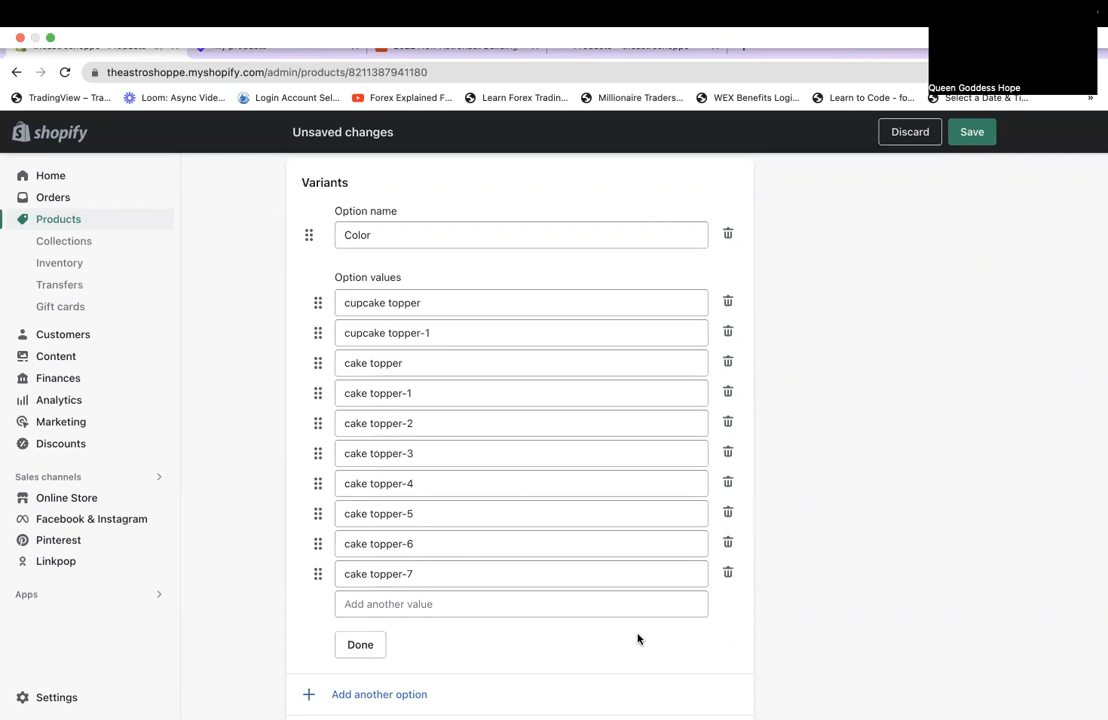 theastroshoppe.myshopify.com/admin/products/8211387941180
TradingView – Tra...
Loom: Async Vide...
Login Account Sel...
Forex Explained F...
Learn Forex Tradin...
Millionaire Traders...
WEX Benefits Logi...
Learn to Code - fo...
Select a Date & Ti...
»
Queen Goddess Hope
shopify
Unsaved changes
Discard
Save
Home
Orders
Products
Collections
Inventory
Transfers
Gift cards
Customers
Content
Finances
Analytics
Marketing
Discounts
Sales channels
Online Store
Facebook & Instagram
Pinterest
Linkpop
Apps
Settings
Variants
Option name
Color
Option values
cupcake topper
cupcake topper-1
cake topper
cake topper-1
cake topper-2
cake topper-3
cake topper-4
cake topper-5
cake topper-6
cake topper-7
Add another value
Done
Add another option